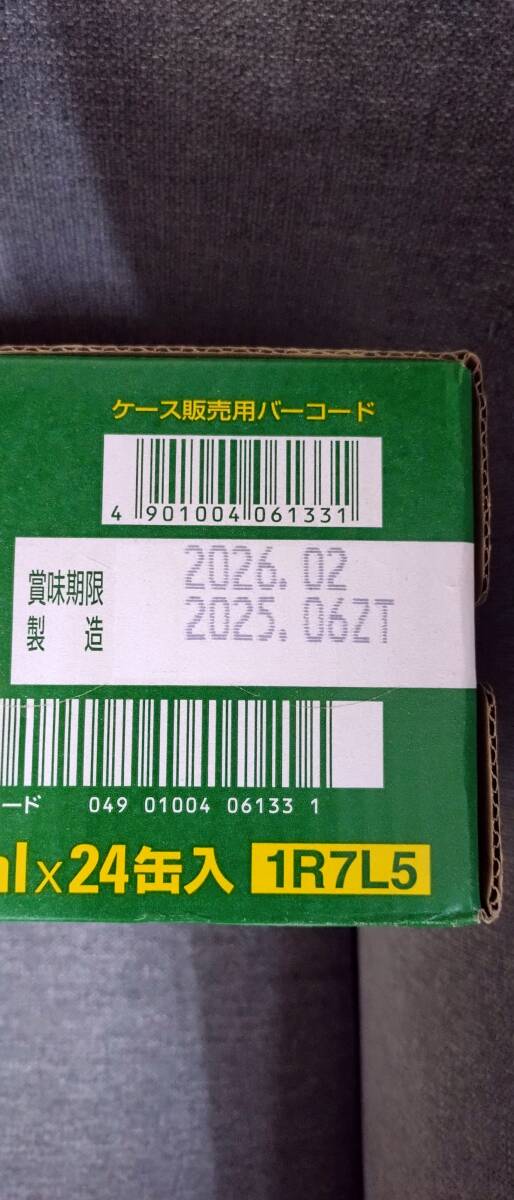 ケース販売用バーコード
4 901004 061331
賞味期限 2026.02
製造 2025.06ZT
ード 049 01004 06133 1
ml×24缶入 1R7L5